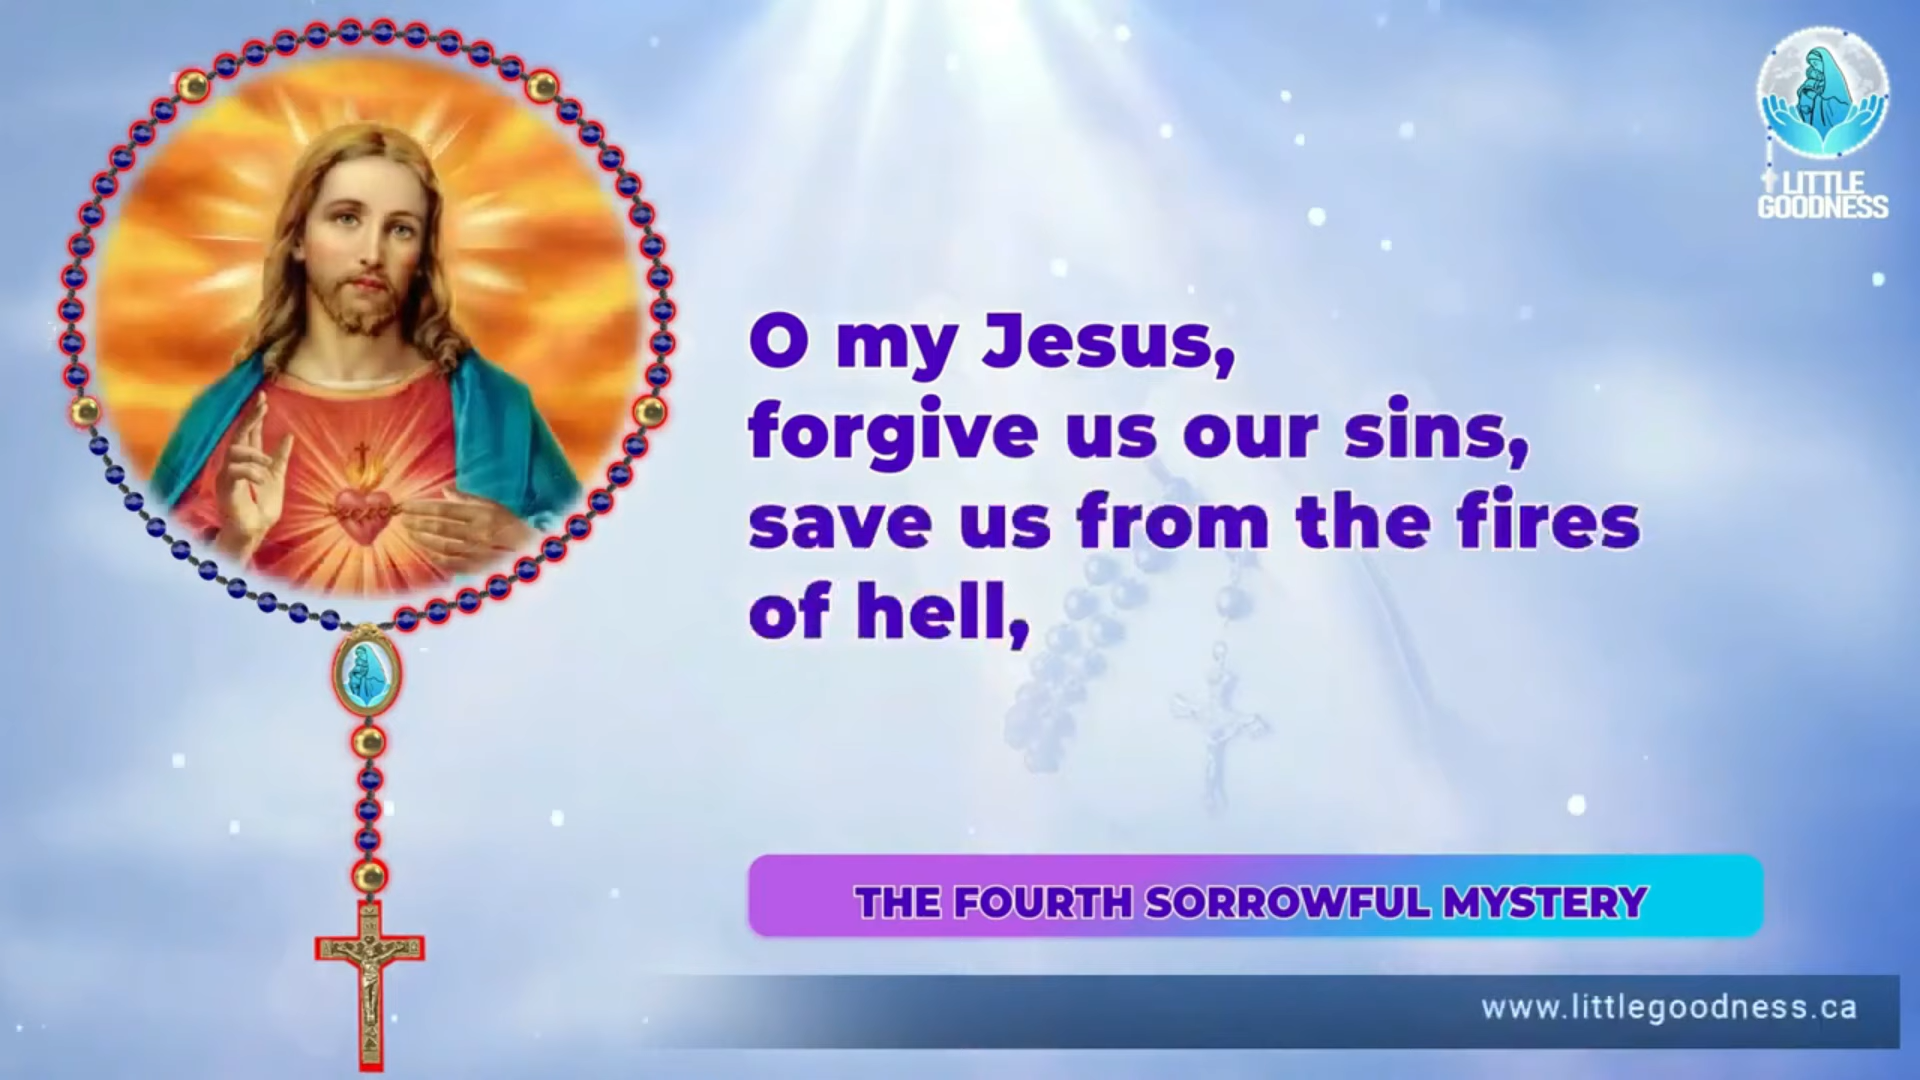 LITTLE
GOODNESS
O my Jesus,
forgive us our sins,
save us from the fires
of hell,
THE FOURTH SORROWFUL MYSTERY
www.littlegoodness.ca